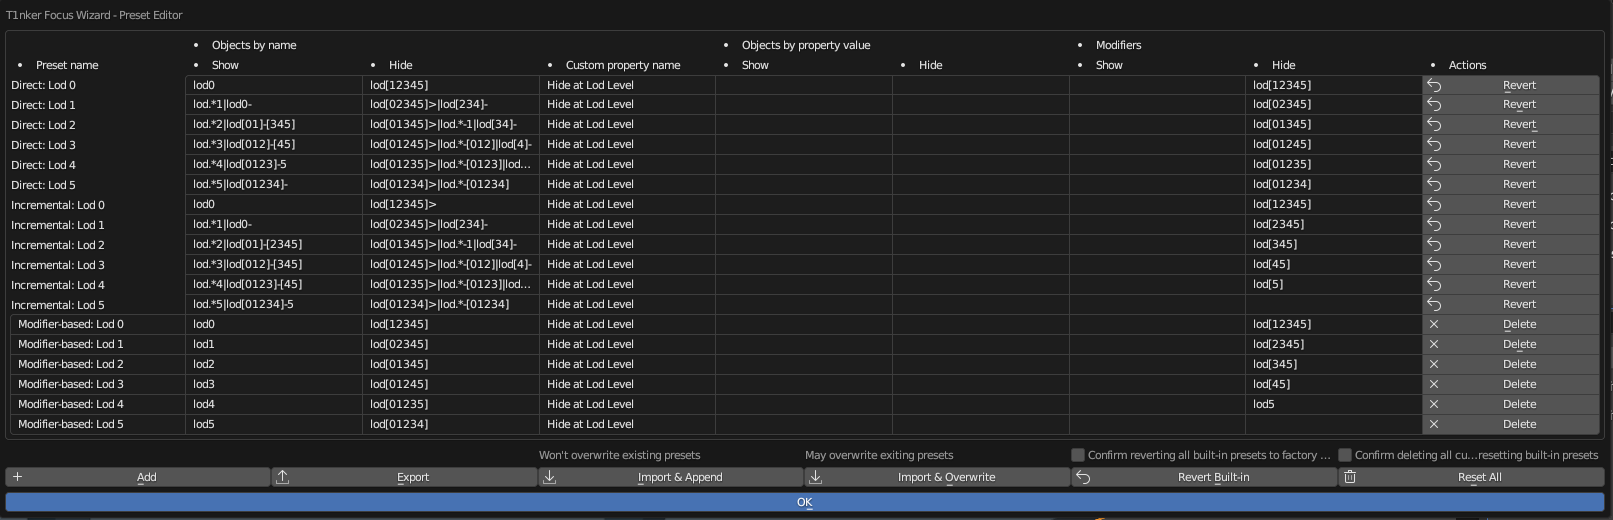 T1nker Focus Wizard - Preset Editor
• Objects by name • Objects by property value • Modifiers
• Preset name • Show • Hide • Custom property name • Show • Hide • Show • Hide • Actions
Direct: Lod 0 lod0 lod[12345] Hide at Lod Level lod[12345] Revert
Direct: Lod 1 lod.*1|lod0- lod[02345]>|lod[234]- Hide at Lod Level lod[02345] Revert
Direct: Lod 2 lod.*2|lod[01]-[345] lod[01345]>|lod.*-1|lod[34]- Hide at Lod Level lod[01345] Revert
Direct: Lod 3 lod.*3|lod[012]-[45] lod[01245]>|lod.*-[012]|lod[4]- Hide at Lod Level lod[01245] Revert
Direct: Lod 4 lod.*4|lod[0123]-5 lod[01235]>|lod.*-[0123]|lod... Hide at Lod Level lod[01235] Revert
Direct: Lod 5 lod.*5|lod[01234]- lod[01234]>|lod.*-[01234] Hide at Lod Level lod[01234] Revert
Incremental: Lod 0 lod0 lod[12345]> Hide at Lod Level lod[12345] Revert
Incremental: Lod 1 lod.*1|lod0- lod[02345]>|lod[234]- Hide at Lod Level lod[2345] Revert
Incremental: Lod 2 lod.*2|lod[01]-[2345] lod[01345]>|lod.*-1|lod[34]- Hide at Lod Level lod[345] Revert
Incremental: Lod 3 lod.*3|lod[012]-[345] lod[01245]>|lod.*-[012]|lod[4]- Hide at Lod Level lod[45] Revert
Incremental: Lod 4 lod.*4|lod[0123]-[45] lod[01235]>|lod.*-[0123]|lod... Hide at Lod Level lod[5] Revert
Incremental: Lod 5 lod.*5|lod[01234]-5 lod[01234]>|lod.*-[01234] Hide at Lod Level Revert
Modifier-based: Lod 0 lod0 lod[12345] Hide at Lod Level lod[12345] Delete
Modifier-based: Lod 1 lod1 lod[02345] Hide at Lod Level lod[2345] Delete
Modifier-based: Lod 2 lod2 lod[01345] Hide at Lod Level lod[345] Delete
Modifier-based: Lod 3 lod3 lod[01245] Hide at Lod Level lod[45] Delete
Modifier-based: Lod 4 lod4 lod[01235] Hide at Lod Level lod5 Delete
Modifier-based: Lod 5 lod5 lod[01234] Hide at Lod Level Delete
Won't overwrite existing presets May overwrite exiting presets Confirm reverting all built-in presets to factory ... Confirm deleting all cu...resetting built-in presets
Add Export Import & Append Import & Overwrite Revert Built-in Reset All
OK